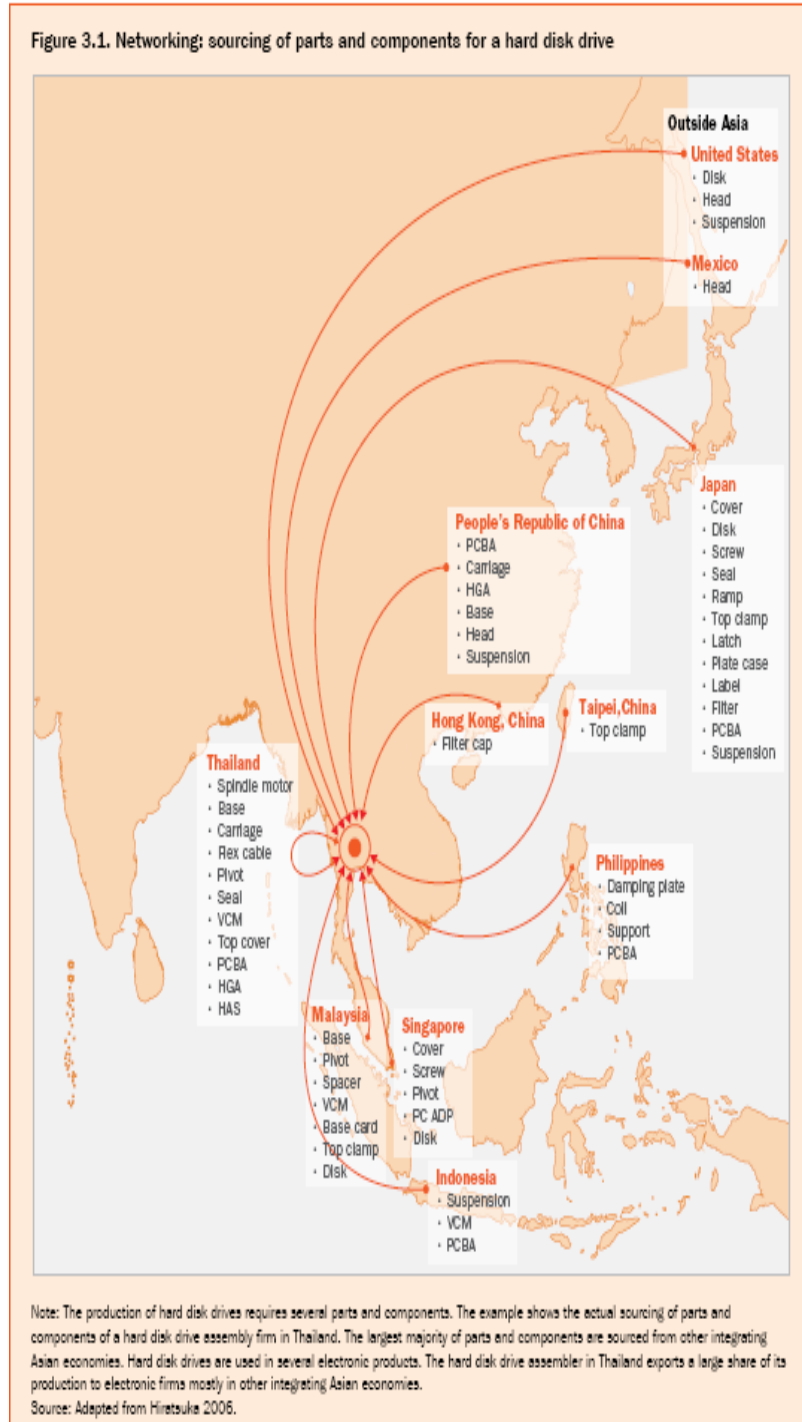 Figure 3.1. Networking: sourcing of parts and components for a hard disk drive
Outside Asia
United States
· Disk
· Head
· Suspension
Mexico
· Head
Japan
· Cover
· Disk
· Screw
· Seal
· Ramp
· Top clamp
· Latch
· Plate case
· Label
· Filter
· PCBA
· Suspension
People's Republic of China
· PCBA
· Carriage
· HGA
· Base
· Head
· Suspension
Hong Kong, China
· Filter cap
Taipei,China
· Top clamp
Thailand
· Spindle motor
· Base
· Carriage
· Flex cable
· Pivot
· Seal
· VCM
· Top cover
· PCBA
· HGA
· HAS
Philippines
· Damping plate
· Coil
· Support
· PCBA
Malaysia
· Base
· Pivot
· Spacer
· VCM
· Base card
· Top clamp
· Disk
Singapore
· Cover
· Screw
· Pivot
· PC ADP
· Disk
Indonesia
· Suspension
· VCM
· PCBA
Note: The production of hard disk drives requires several parts and components. The example shows the actual sourcing of parts and
components of a hard disk drive assembly firm in Thailand. The largest majority of parts and components are sourced from other integrating
Asian economies. Hard disk drives are used in several electronic products. The hard disk drive assembler in Thailand exports a large share of its
production to electronic firms mostly in other integrating Asian economies.
Source: Adapted from Hiratsuka 2006.